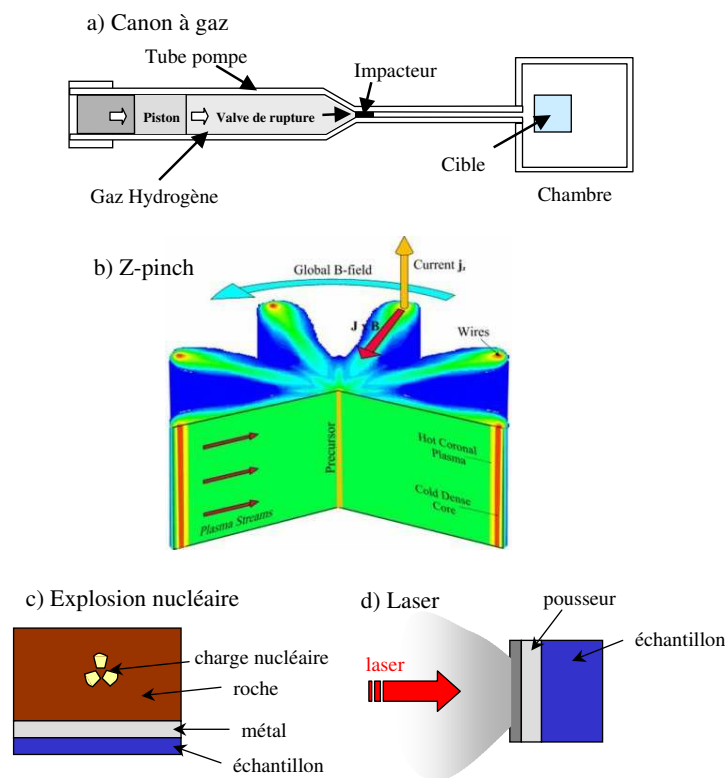 a) Canon à gaz
Tube pompe
Impacteur
Piston
Valve de rupture
Cible
Gaz Hydrogène
Chambre
b) Z-pinch
Global B-field
Current j
J x B
Wires
Precursor
Hot Coronal
Plasma
Cold Dense
Core
Plasma Streams
c) Explosion nucléaire
charge nucléaire
roche
métal
échantillon
d) Laser
pousseur
échantillon
laser